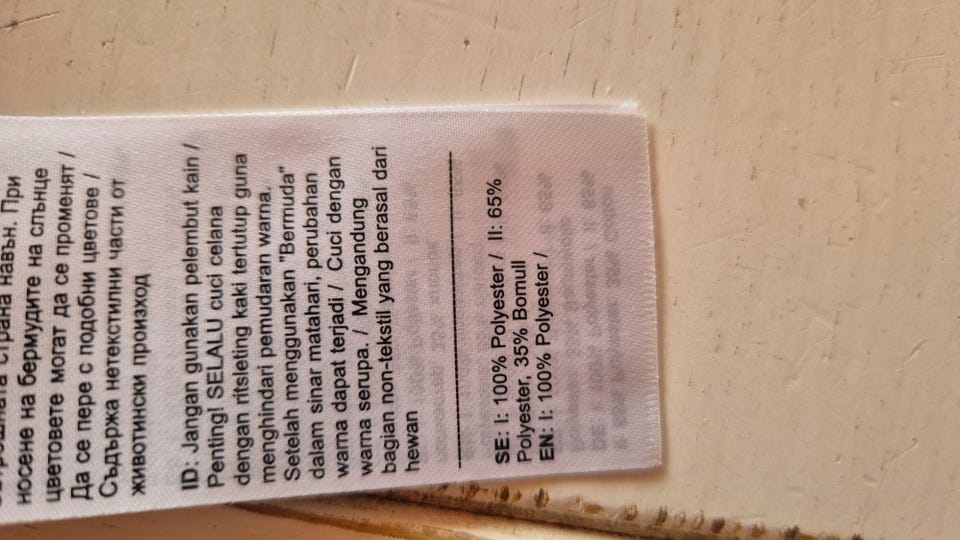 страна навън. При
носене на бермудите на слънце
цветовете могат да се променят /
Да се пере с подобни цветове /
Съдържа нетекстилни части от
животински произход
ID: Jangan gunakan pelembut kain /
Penting! SELALU cuci celana
dengan ritsleting kaki tertutup guna
menghindari pemudaran warna.
Setelah menggunakan "Bermuda"
dalam sinar matahari, perubahan
warna dapat terjadi / Cuci dengan
warna serupa. / Mengandung
bagian non-tekstil yang berasal dari
hewan
SE: I: 100% Polyester / II: 65%
Polyester, 35% Bomull
EN: I: 100% Polyester /